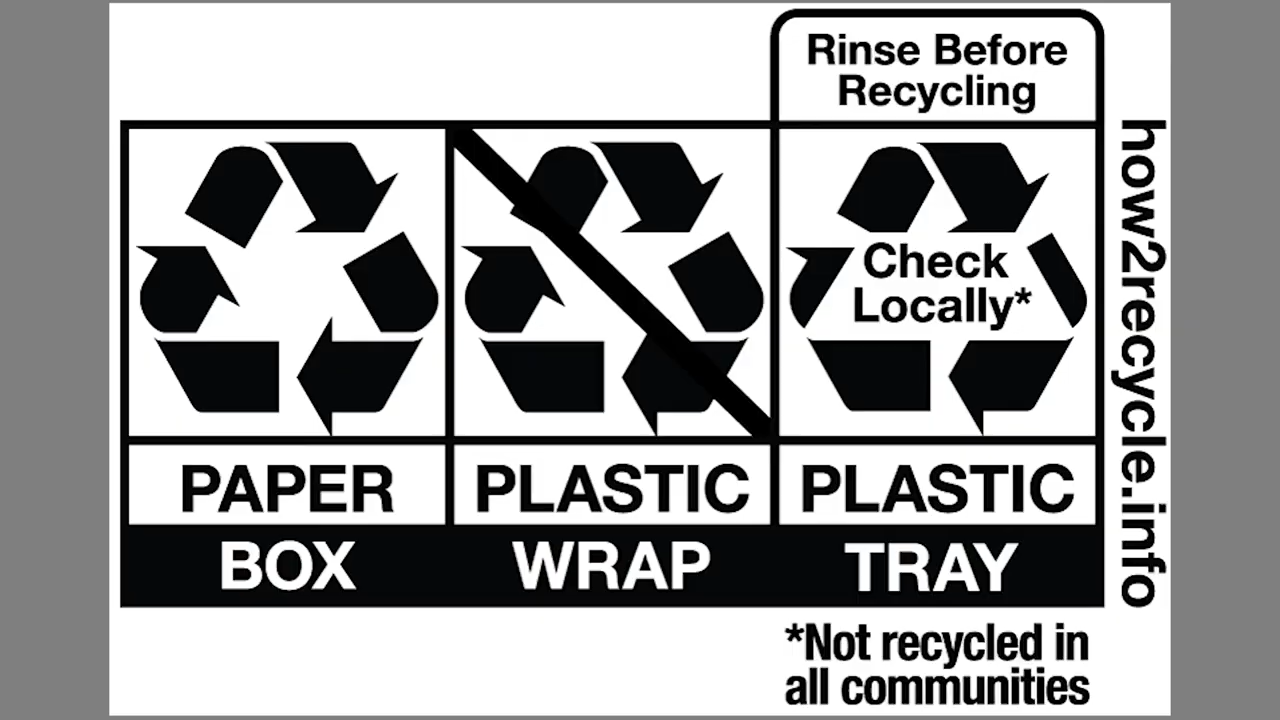 Rinse Before
Recycling
Check
Locally*
PAPER
PLASTIC
PLASTIC
BOX
WRAP
TRAY
how2recycle.info
*Not recycled in
all communities